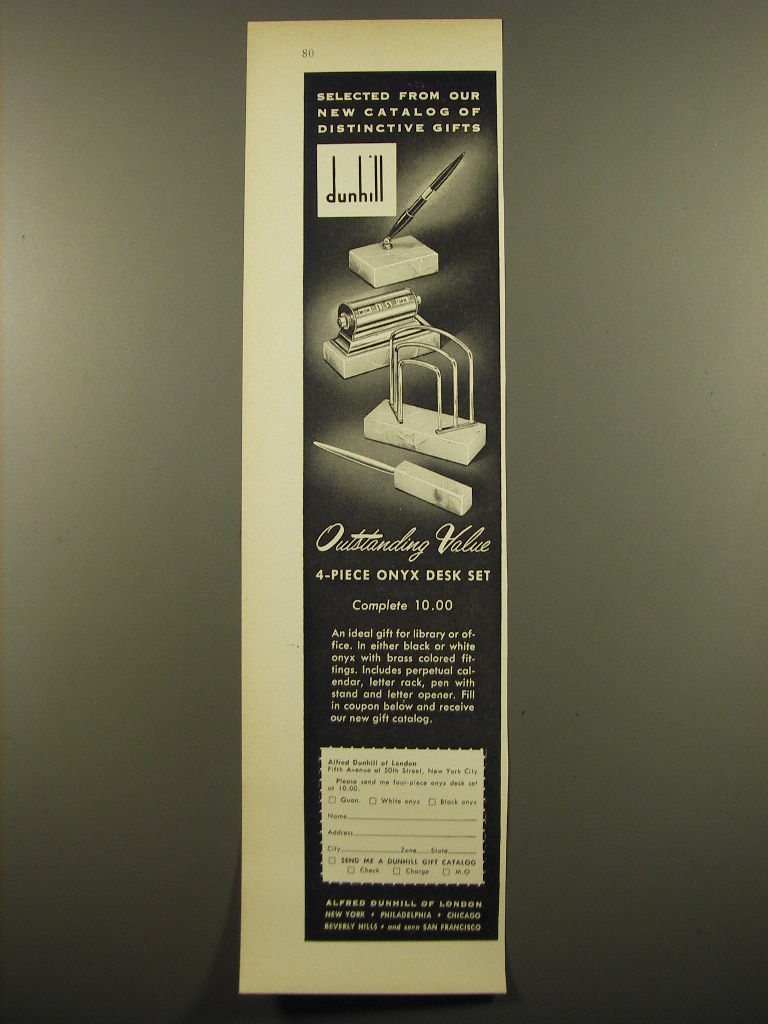 80
SELECTED FROM OUR
NEW CATALOG OF
DISTINCTIVE GIFTS
dunhill
Outstanding Value
4-PIECE ONYX DESK SET
Complete 10.00
An ideal gift for library or of-
fice. In either black or white
onyx with brass colored fit-
tings. Includes perpetual cal-
endar, letter rack, pen with
stand and letter opener. Fill
in coupon below and receive
our new gift catalog.
Alfred Dunhill of London
Fifth Avenue at 50th Street, New York City
Please send me four-piece onyx desk set
at 10.00.
Quan. White onyx Black onyx
Name
Address
City Zone State
SEND ME A DUNHILL GIFT CATALOG
Check Charge M.O
ALFRED DUNHILL OF LONDON
NEW YORK • PHILADELPHIA • CHICAGO
BEVERLY HILLS • and soon SAN FRANCISCO